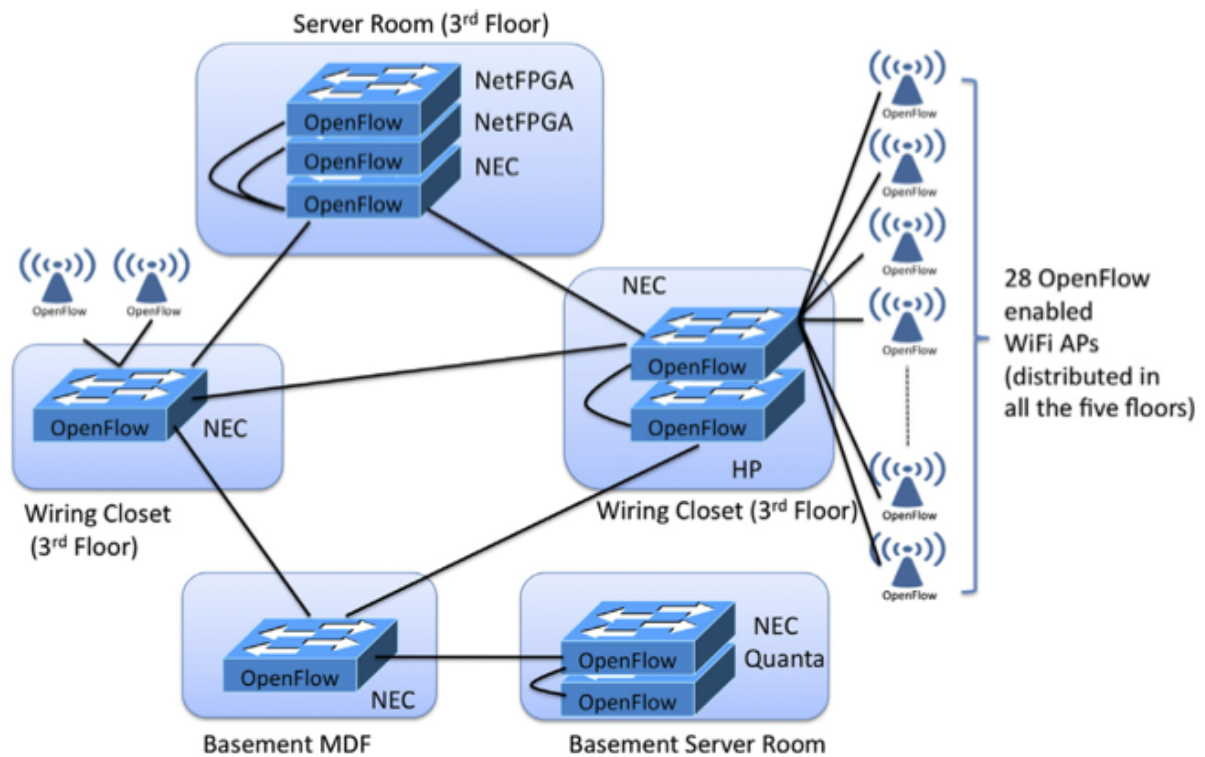 Server Room (3rd Floor)
NetFPGA
OpenFlow
NetFPGA
OpenFlow
NEC
OpenFlow
OpenFlow
OpenFlow
OpenFlow
NEC
Wiring Closet
(3rd Floor)
NEC
OpenFlow
OpenFlow
HP
Wiring Closet (3rd Floor)
OpenFlow
OpenFlow
OpenFlow
OpenFlow
OpenFlow
OpenFlow
28 OpenFlow
enabled
WiFi APs
(distributed in
all the five floors)
OpenFlow
NEC
Basement MDF
NEC
OpenFlow
Quanta
OpenFlow
Basement Server Room